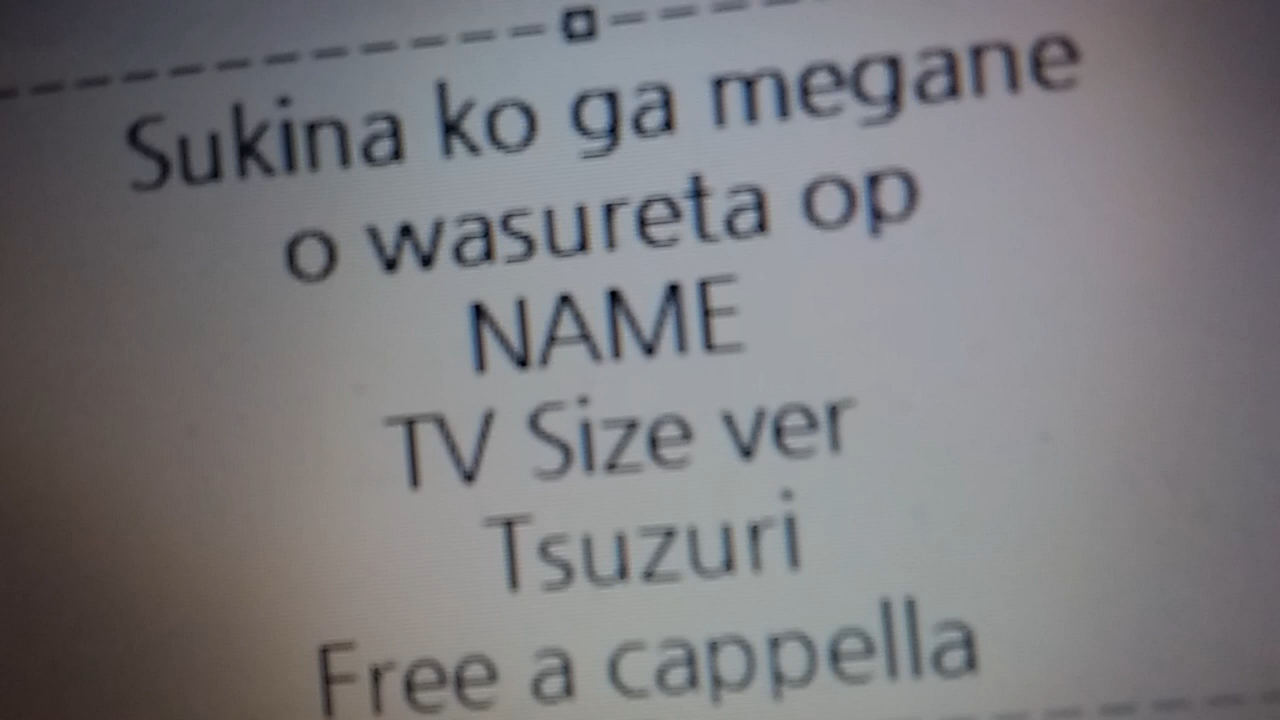 Sukina ko ga megane
o wasureta op
NAME
TV Size ver
Tsuzuri
Free a cappella